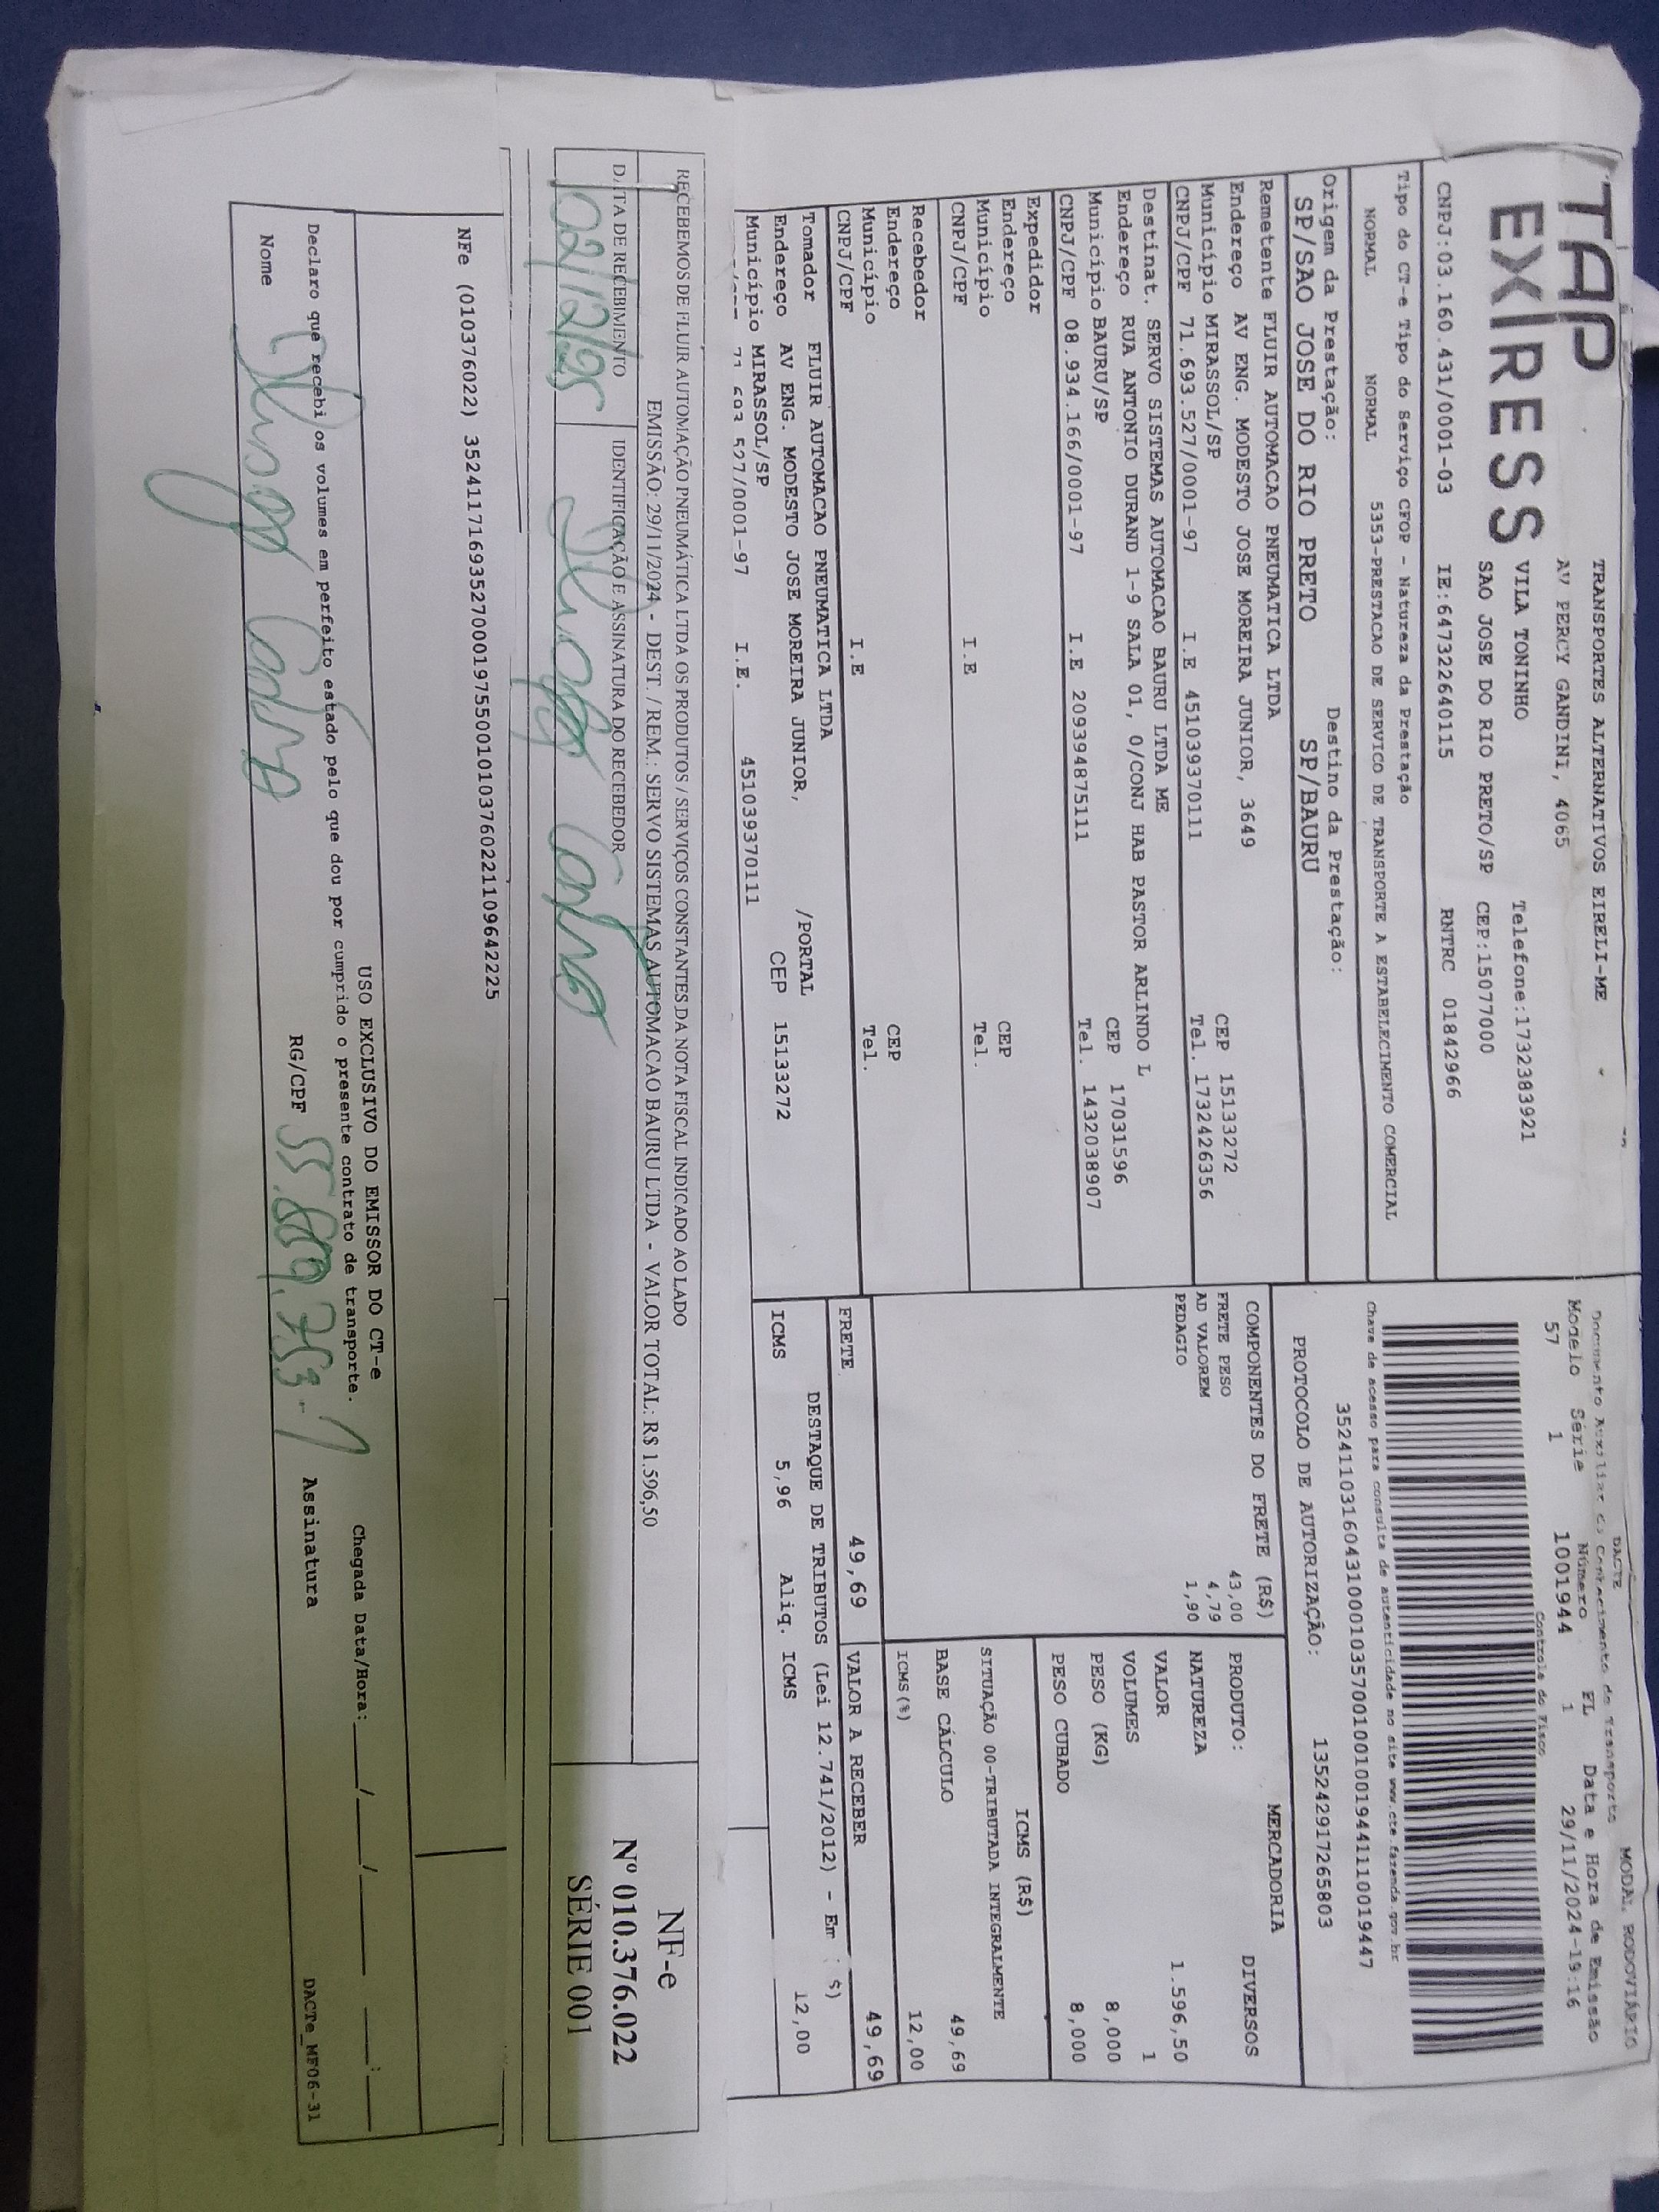 TAP
EXPRESS
TRANSPORTES ALTERNATIVOS EIRELI-ME
AV PERCY GANDINI, 4065
VILA TONINHO Telefone:1732383921
SAO JOSE DO RIO PRETO/SP CEP:15077000
CNPJ:03.160.431/0001-03 IE:647322640115 RNTRC 01842966
DACTE MODAL RODOVIÁRIO
Documento Auxiliar do Conhecimento de Transporte
Modelo Série Número FL Data e Hora de Emissão
57 1 1001944 1 29/11/2024-19:16
Controle do Fisco
Tipo do CT-e Tipo do Serviço CFOP - Natureza da Prestação
NORMAL NORMAL 5353-PRESTACAO DE SERVICO DE TRANSPORTE A ESTABELECIMENTO COMERCIAL
Chave de acesso para consulta de autenticidade no site www.cte.fazenda.gov.br
35241103160431000103570010010019441110019447
Origem da Prestação: Destino da Prestação:
SP/SAO JOSE DO RIO PRETO SP/BAURU
PROTOCOLO DE AUTORIZAÇÃO: 135242917265803
Remetente FLUIR AUTOMACAO PNEUMATICA LTDA
Endereço AV ENG. MODESTO JOSE MOREIRA JUNIOR, 3649
Município MIRASSOL/SP CEP 15133272
CNPJ/CPF 71.693.527/0001-97 I.E 451039370111 Tel. 1732426356
Destinat. SERVO SISTEMAS AUTOMACAO BAURU LTDA ME
Endereço RUA ANTONIO DURAND 1-9 SALA 01, 0/CONJ HAB PASTOR ARLINDO L
Município BAURU/SP CEP 17031596
CNPJ/CPF 08.934.166/0001-97 I.E 209394875111 Tel. 1432038907
Expedidor
Endereço
Município CEP
CNPJ/CPF I.E Tel.
Recebedor
Endereço
Município CEP
CNPJ/CPF I.E Tel.
Tomador FLUIR AUTOMACAO PNEUMATICA LTDA
Endereço AV ENG. MODESTO JOSE MOREIRA JUNIOR, /PORTAL
Município MIRASSOL/SP CEP 15133272
71.693.527/0001-97 I.E. 451039370111
COMPONENTES DO FRETE (R$)
FRETE PESO 43,00
AD VALOREM 4,79
PEDAGIO 1,90
MERCADORIA
PRODUTO: DIVERSOS
NATUREZA
VALOR 1.596,50
VOLUMES 1
PESO (KG) 8,000
PESO CUBADO 8,000
ICMS (R$)
SITUAÇÃO 00-TRIBUTADA INTEGRALMENTE
BASE CÁLCULO 49,69
ICMS(%) 12,00
FRETE 49,69 VALOR A RECEBER 49,69
DESTAQUE DE TRIBUTOS (Lei 12.741/2012) - Em $)
ICMS 5,96 Aliq. ICMS 12,00
RECEBEMOS DE FLUIR AUTOMAÇÃO PNEUMÁTICA LTDA OS PRODUTOS / SERVIÇOS CONSTANTES DA NOTA FISCAL INDICADO AO LADO
EMISSÃO: 29/11/2024 - DEST. / REM.: SERVO SISTEMAS AUTOMACAO BAURU LTDA - VALOR TOTAL: R$ 1.596,50
DATA DE RECEBIMENTO IDENTIFICAÇÃO E ASSINATURA DO RECEBEDOR
NF-e
Nº 010.376.022
SÉRIE 001
NFe (010376022) 35241171693527000197550010103760221109642225
USO EXCLUSIVO DO EMISSOR DO CT-e
Declaro que recebi os volumes em perfeito estado pelo que dou por cumprido o presente contrato de transporte.
Chegada Data/Hora:____/____/______ ____:____
Nome RG/CPF Assinatura
DACTe_MF06-31